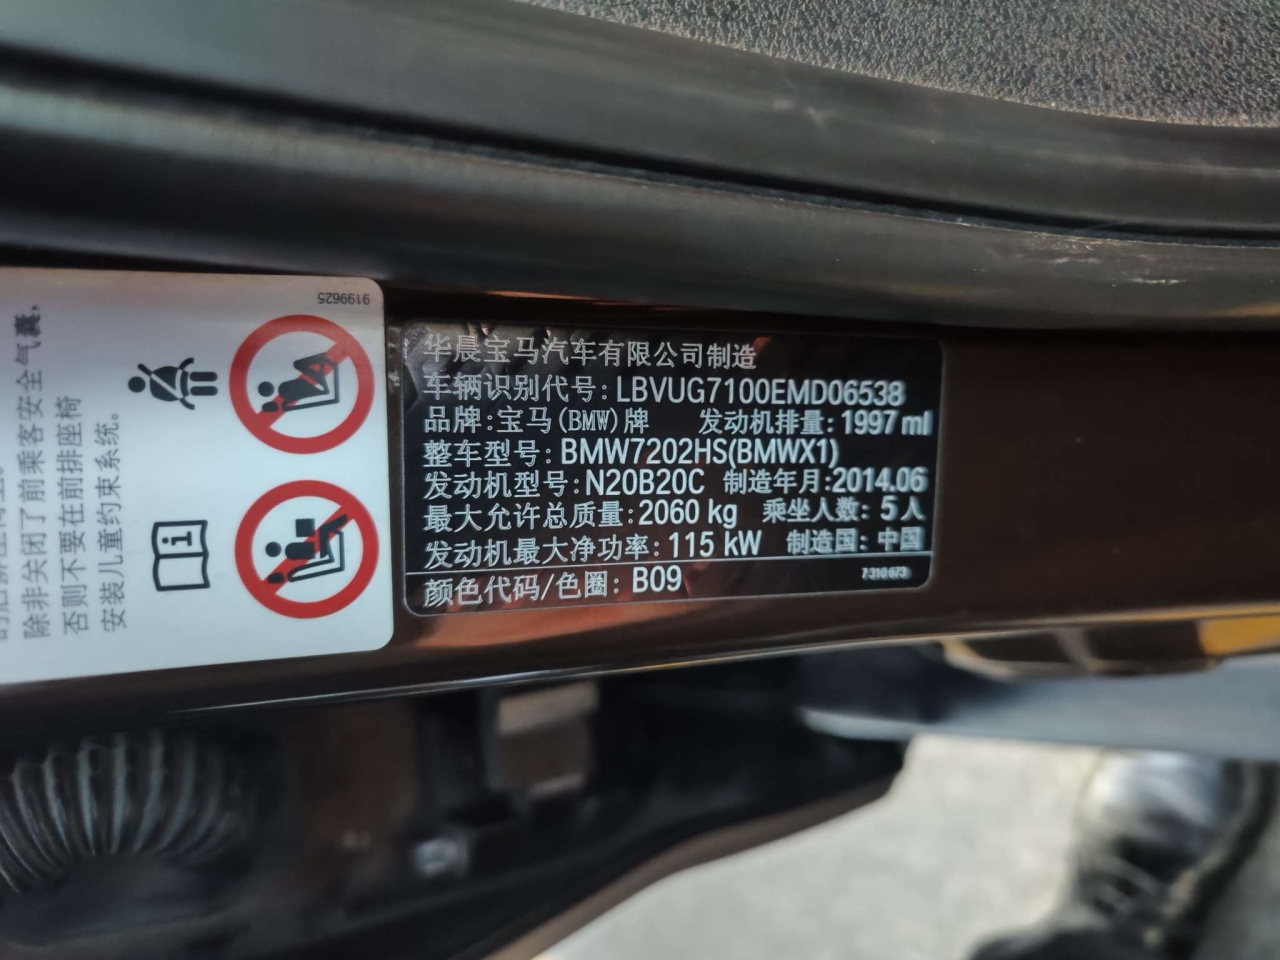 9199625
除非关闭了前乘客安全气囊，
否则不要在前排座椅
安装儿童约束系统。
华晨宝马汽车有限公司制造
车辆识别代号：LBVUG7100EMD06538
品牌：宝马(BMW)牌 发动机排量：1997 ml
整车型号：BMW7202HS(BMWX1)
发动机型号：N20B20C 制造年月：2014.06
最大允许总质量：2060 kg 乘坐人数：5人
发动机最大净功率：115 kW 制造国：中国
颜色代码/色圈：B09 7310673